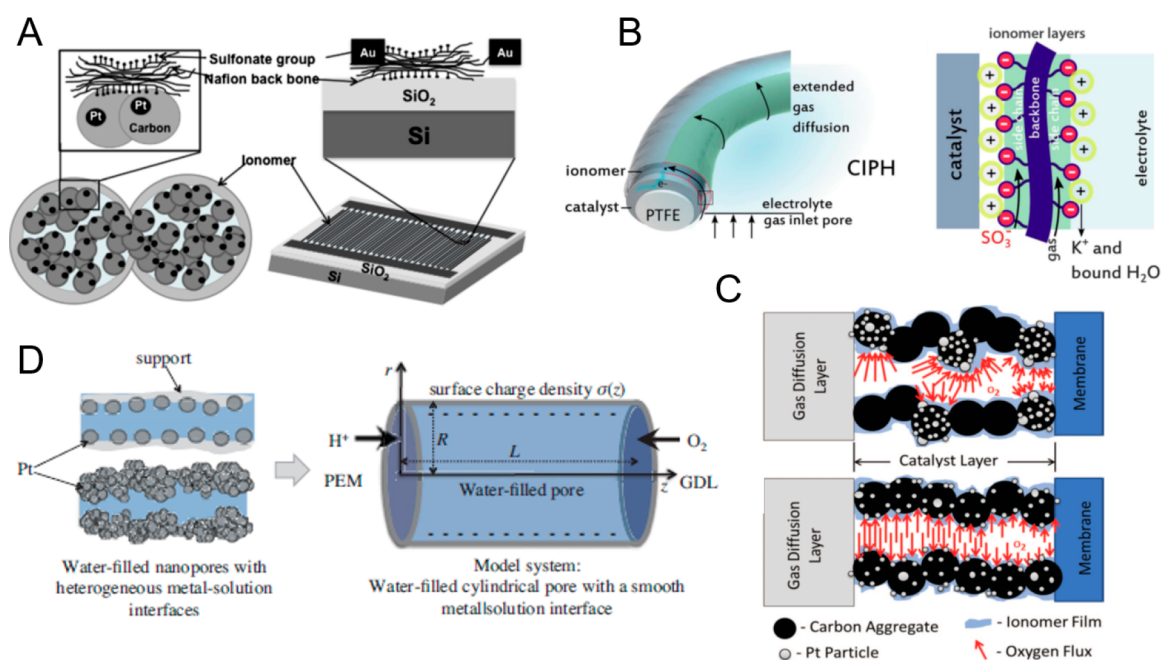 A
Sulfonate group
Nafion back bone
Pt
Pt
Carbon
Au
Au
SiO₂
Si
Ionomer
SiO₂
Si
B
extended
gas
diffusion
CIPH
ionomer
e-
catalyst
PTFE
electrolyte
gas inlet pore
ionomer layers
catalyst
side chain
backbone
side chain
electrolyte
SO₃⁻
gas
K⁺ and
bound H₂O
C
Gas Diffusion
Layer
O₂
Membrane
Catalyst Layer
Gas Diffusion
Layer
O₂
Membrane
- Carbon Aggregate
- Ionomer Film
- Pt Particle
- Oxygen Flux
D
support
Pt
Water-filled nanopores with
heterogeneous metal-solution
interfaces
r
surface charge density σ(z)
H⁺
R
L
O₂
PEM
Water-filled pore
z
GDL
Model system:
Water-filled cylindrical pore with a smooth
metal|solution interface